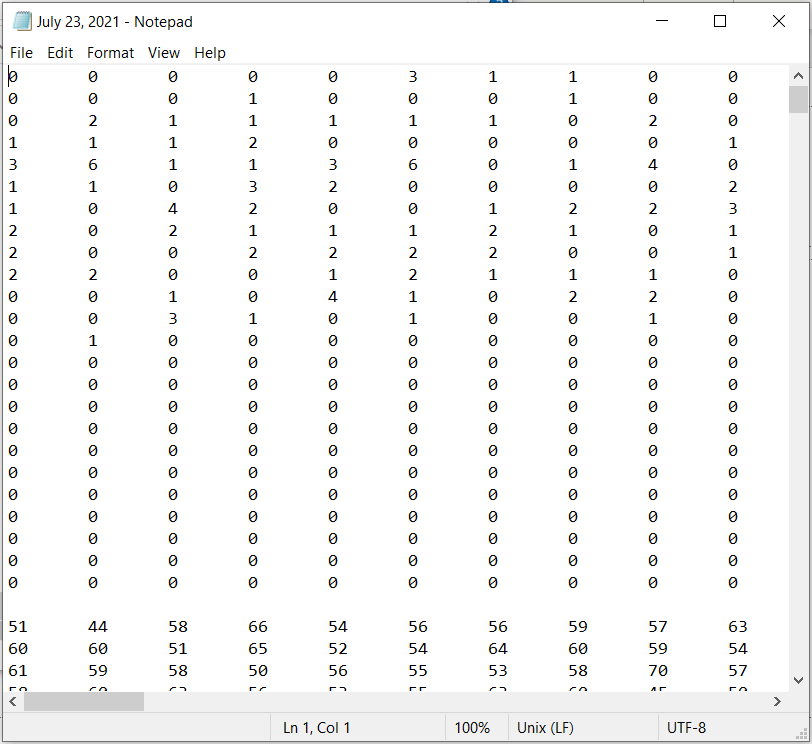 July 23, 2021 - Notepad
File Edit Format View Help
0 0 0 0 0 3 1 1 0 0
0 0 0 1 0 0 0 1 0 0
0 2 1 1 1 1 1 0 2 0
1 1 1 2 0 0 0 0 0 1
3 6 1 1 3 6 0 1 4 0
1 1 0 3 2 0 0 0 0 2
1 0 4 2 0 0 1 2 2 3
2 0 2 1 1 1 2 1 0 1
2 0 0 2 2 2 2 0 0 1
2 2 0 0 1 2 1 1 1 0
0 0 1 0 4 1 0 2 2 0
0 0 3 1 0 1 0 0 1 0
0 1 0 0 0 0 0 0 0 0
0 0 0 0 0 0 0 0 0 0
0 0 0 0 0 0 0 0 0 0
0 0 0 0 0 0 0 0 0 0
0 0 0 0 0 0 0 0 0 0
0 0 0 0 0 0 0 0 0 0
0 0 0 0 0 0 0 0 0 0
0 0 0 0 0 0 0 0 0 0
0 0 0 0 0 0 0 0 0 0
0 0 0 0 0 0 0 0 0 0
0 0 0 0 0 0 0 0 0 0
0 0 0 0 0 0 0 0 0 0
51 44 58 66 54 56 56 59 57 63
60 60 51 65 52 54 64 60 59 54
61 59 58 50 56 55 53 58 70 57
Ln 1, Col 1 100% Unix (LF) UTF-8